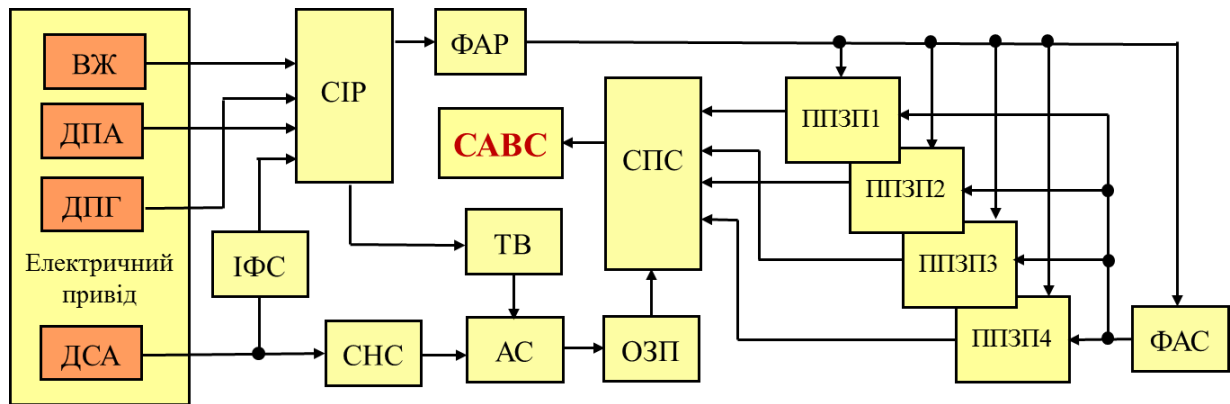 ВЖ
ДПА
ДПГ
Електричний
привід
ДСА
ІФС
СІР
ФАР
САВС
СПС
ТВ
СНС
АС
ОЗП
ППЗП1
ППЗП2
ППЗП3
ППЗП4
ФАС